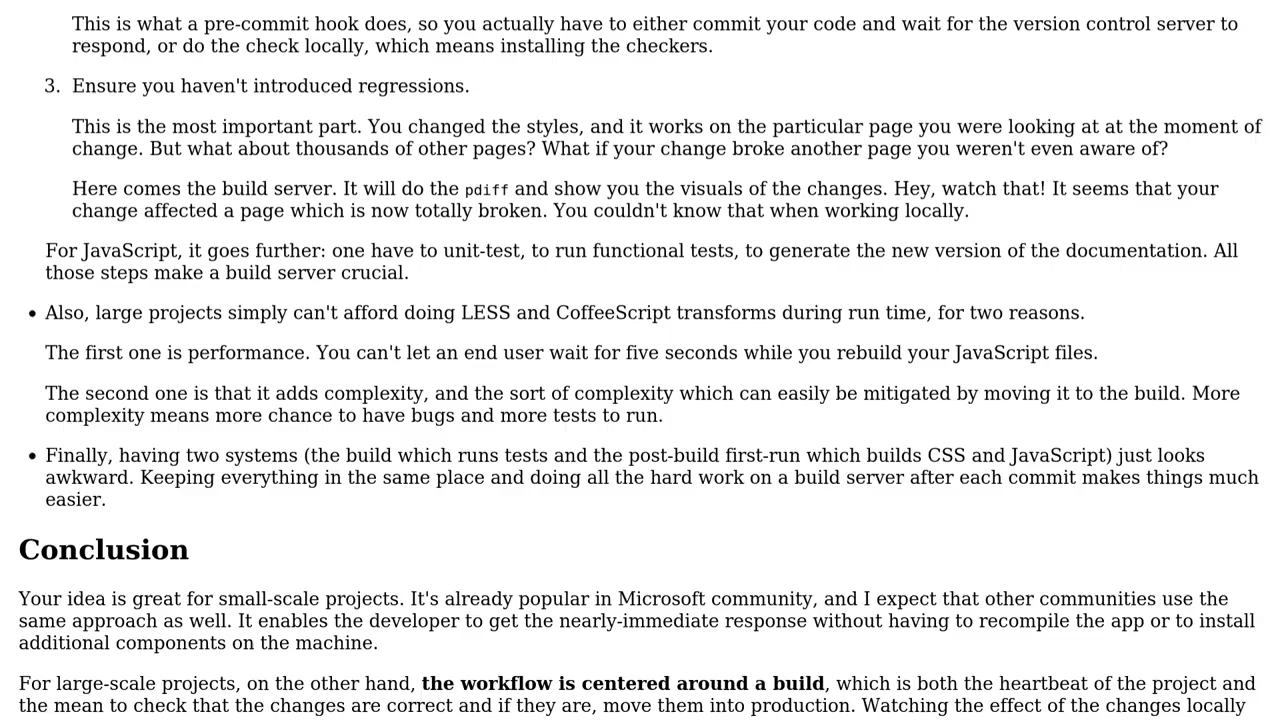 This is what a pre-commit hook does, so you actually have to either commit your code and wait for the version control server to
respond, or do the check locally, which means installing the checkers.
3. Ensure you haven't introduced regressions.
This is the most important part. You changed the styles, and it works on the particular page you were looking at at the moment of
change. But what about thousands of other pages? What if your change broke another page you weren't even aware of?
Here comes the build server. It will do the pdiff and show you the visuals of the changes. Hey, watch that! It seems that your
change affected a page which is now totally broken. You couldn't know that when working locally.
For JavaScript, it goes further: one have to unit-test, to run functional tests, to generate the new version of the documentation. All
those steps make a build server crucial.
• Also, large projects simply can't afford doing LESS and CoffeeScript transforms during run time, for two reasons.
The first one is performance. You can't let an end user wait for five seconds while you rebuild your JavaScript files.
The second one is that it adds complexity, and the sort of complexity which can easily be mitigated by moving it to the build. More
complexity means more chance to have bugs and more tests to run.
• Finally, having two systems (the build which runs tests and the post-build first-run which builds CSS and JavaScript) just looks
awkward. Keeping everything in the same place and doing all the hard work on a build server after each commit makes things much
easier.
Conclusion
Your idea is great for small-scale projects. It's already popular in Microsoft community, and I expect that other communities use the
same approach as well. It enables the developer to get the nearly-immediate response without having to recompile the app or to install
additional components on the machine.
For large-scale projects, on the other hand, the workflow is centered around a build, which is both the heartbeat of the project and
the mean to check that the changes are correct and if they are, move them into production. Watching the effect of the changes locally